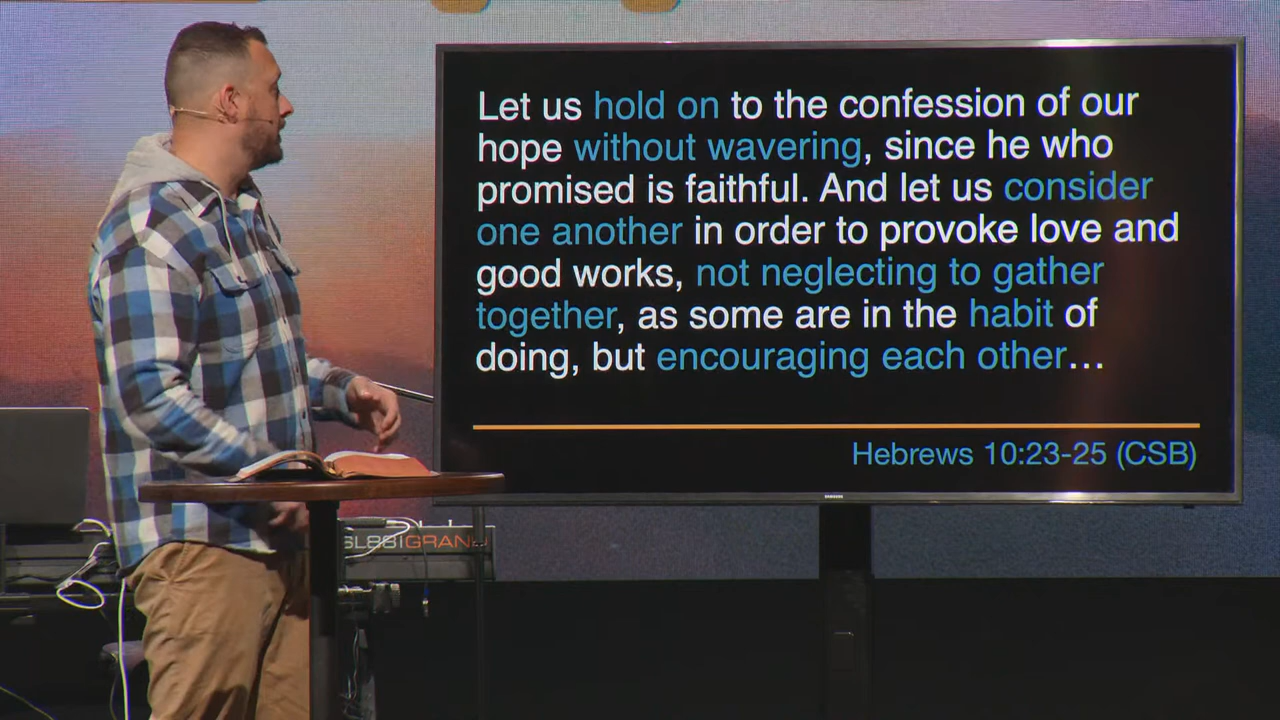 Let us hold on to the confession of our
hope without wavering, since he who
promised is faithful. And let us consider
one another in order to provoke love and
good works, not neglecting to gather
together, as some are in the habit of
doing, but encouraging each other...
Hebrews 10:23-25 (CSB)
SAMSUNG
SL88IGRAND